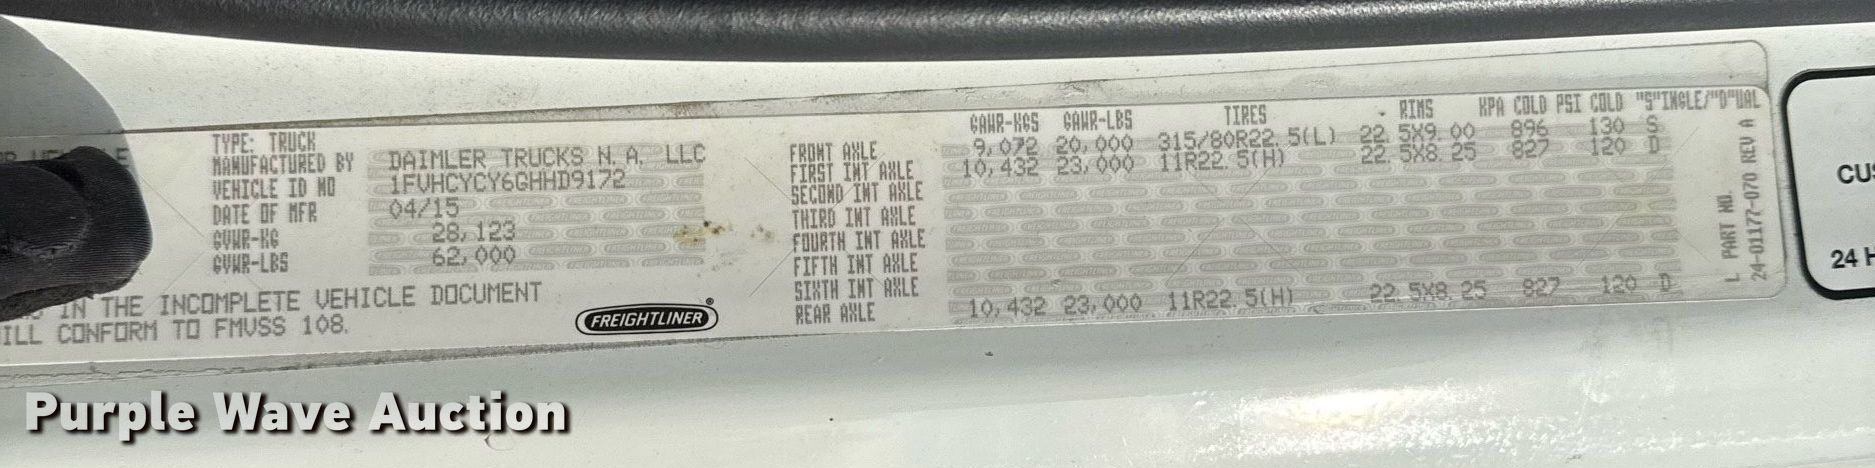 TYPE: TRUCK
MANUFACTURED BY DAIMLER TRUCKS N.A. LLC
VEHICLE ID NO 1FVHCYCY6GHHD9172
DATE OF MFR 04/15
GVWR-KG 28,123
GVWR-LBS 62,000
IN THE INCOMPLETE VEHICLE DOCUMENT
ILL CONFORM TO FMVSS 108.
FREIGHTLINER®
GAWR-KGS GAWR-LBS TIRES RIMS KPA COLD PSI COLD "S"INGLE/"D"UAL
FRONT AXLE 9,072 20,000 315/80R22.5(L) 22.5X9.00 896 130 S
FIRST INT AXLE 10,432 23,000 11R22.5(H) 22.5X8.25 827 120 D
SECOND INT AXLE
THIRD INT AXLE
FOURTH INT AXLE
FIFTH INT AXLE
SIXTH INT AXLE
REAR AXLE 10,432 23,000 11R22.5(H) 22.5X8.25 827 120 D
L PART NO.
24-01177-070 REV A
CUS
24 H
Purple Wave Auction